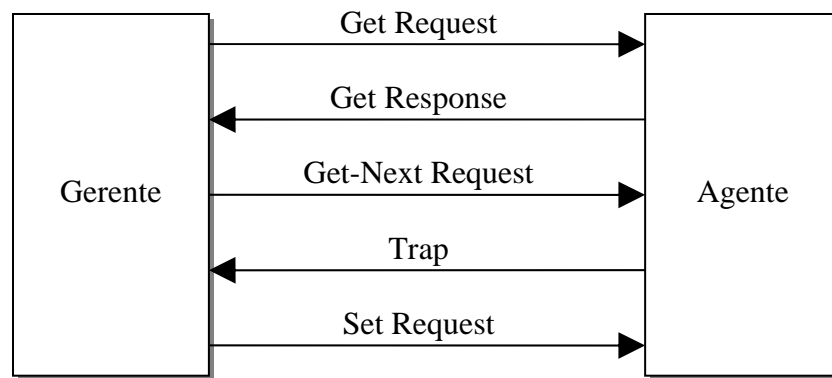 Get Request
Get Response
Gerente
Get-Next Request
Agente
Trap
Set Request